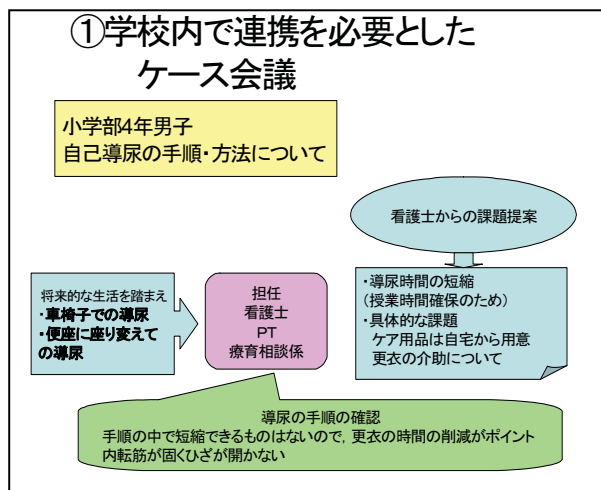 ①学校内で連携を必要とした
ケース会議
小学部4年男子
自己導尿の手順・方法について
看護士からの課題提案
・導尿時間の短縮
(授業時間確保のため)
・具体的な課題
ケア用品は自宅から用意
更衣の介助について
将来的な生活を踏まえ
・車椅子での導尿
・便座に座り変えて
の導尿
担任
看護士
PT
療育相談係
導尿の手順の確認
手順の中で短縮できるものはないので，更衣の時間の削減がポイント
内転筋が固くひざが開かない